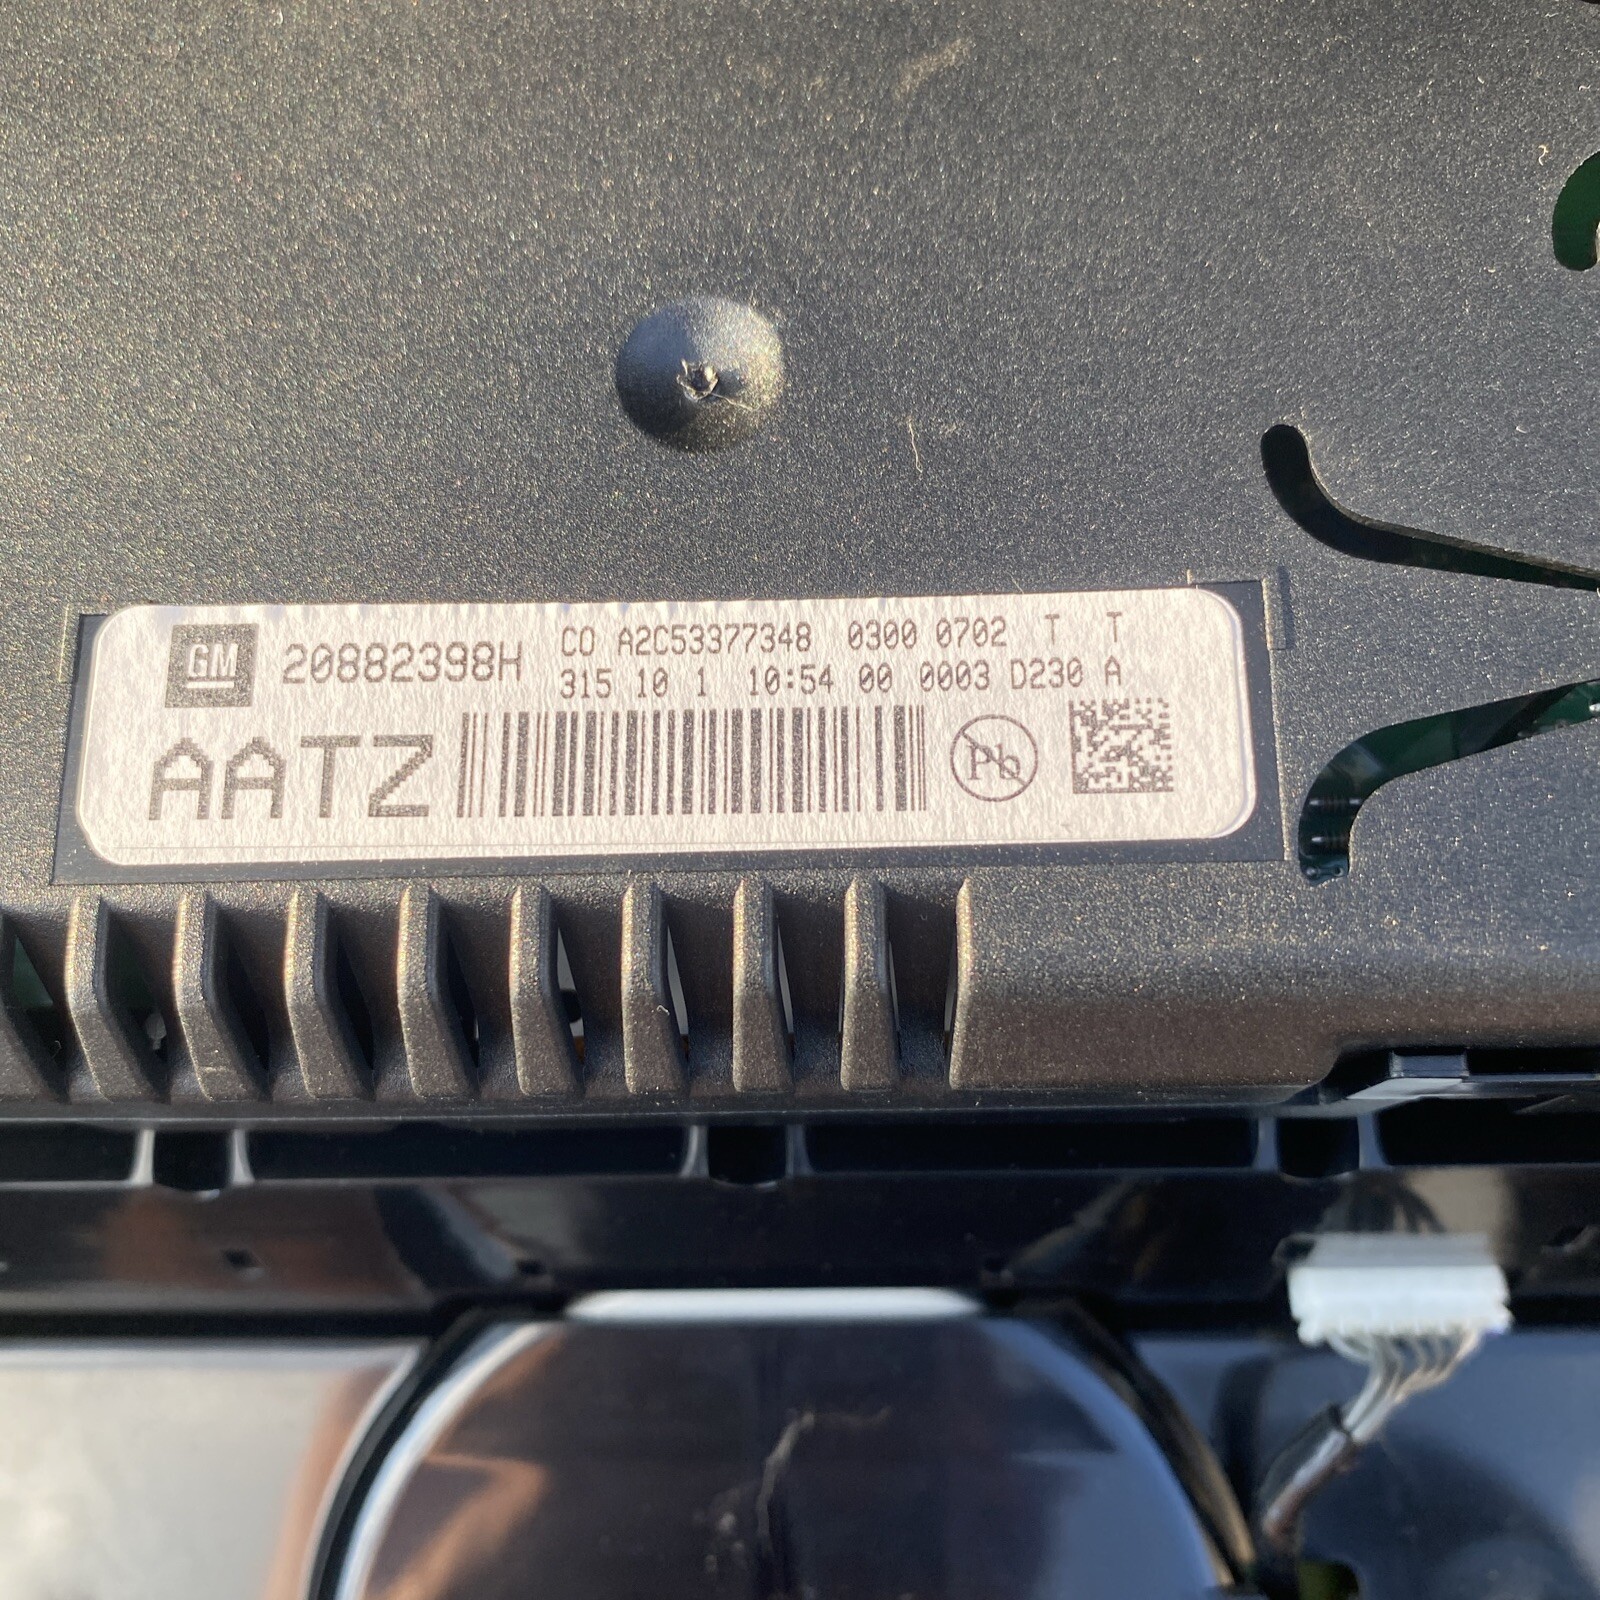 GM 20882398H CO A2C53377348 0300 0702 T T
315 10 1 10:54 00 0003 D230 A
AATZ Pb